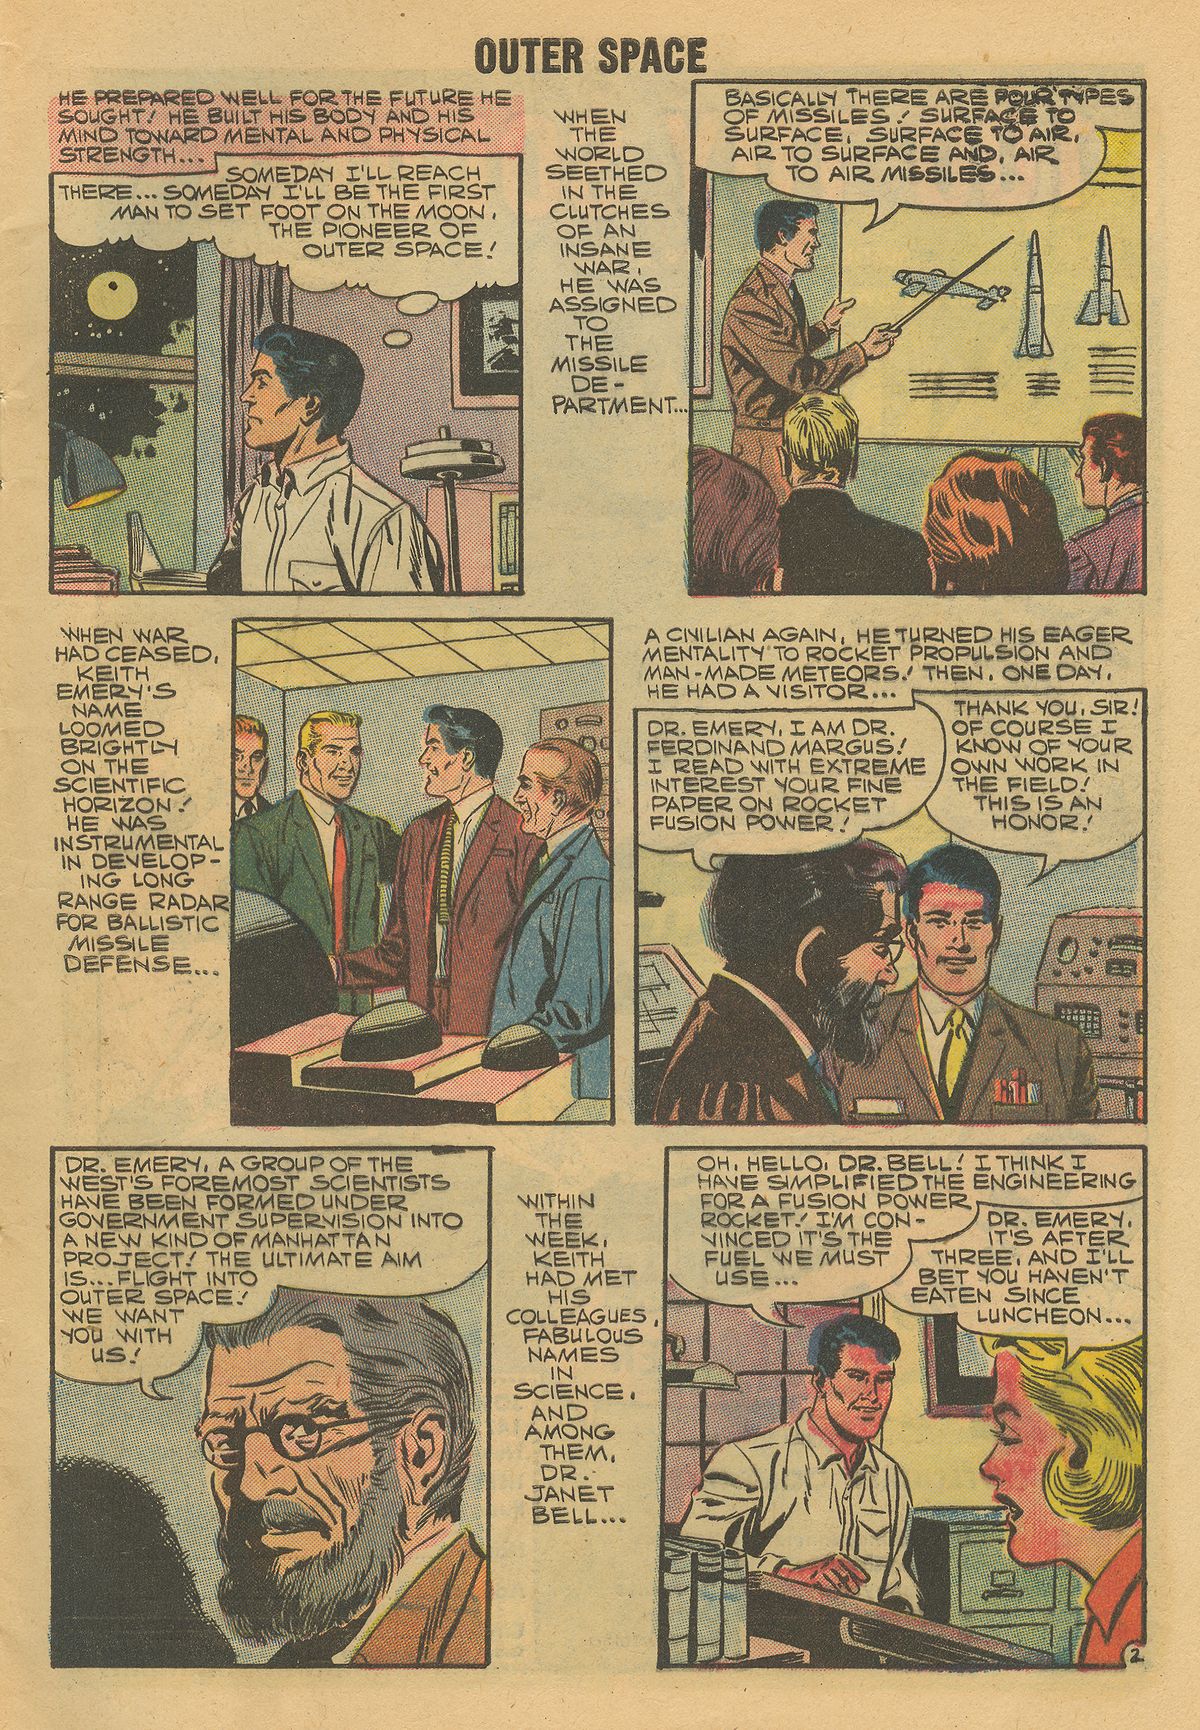 OUTER SPACE
HE PREPARED WELL FOR THE FUTURE HE
SOUGHT! HE BUILT HIS BODY AND HIS
MIND TOWARD MENTAL AND PHYSICAL
STRENGTH...
SOMEDAY I'LL REACH
THERE... SOMEDAY I'LL BE THE FIRST
MAN TO SET FOOT ON THE MOON,
THE PIONEER OF
OUTER SPACE!
WHEN
THE
WORLD
SEETHED
IN THE
CLUTCHES
OF AN
INSANE
WAR,
HE WAS
ASSIGNED
TO
THE
MISSILE
DE-
PARTMENT...
BASICALLY THERE ARE FOUR TYPES
OF MISSILES! SURFACE TO
SURFACE, SURFACE TO AIR,
AIR TO SURFACE AND, AIR
TO AIR MISSILES...
WHEN WAR
HAD CEASED,
KEITH
EMERY'S
NAME
LOOMED
BRIGHTLY
ON THE
SCIENTIFIC
HORIZON!
HE WAS
INSTRUMENTAL
IN DEVELOP-
ING LONG
RANGE RADAR
FOR BALLISTIC
MISSILE
DEFENSE...
A CIVILIAN AGAIN, HE TURNED HIS EAGER
MENTALITY TO ROCKET PROPULSION AND
MAN-MADE METEORS! THEN, ONE DAY,
HE HAD A VISITOR...
DR. EMERY, I AM DR.
FERDINAND MARGUS!
I READ WITH EXTREME
INTEREST YOUR FINE
PAPER ON ROCKET
FUSION POWER!
THANK YOU, SIR!
OF COURSE I
KNOW OF YOUR
OWN WORK IN
THE FIELD!
THIS IS AN
HONOR!
DR. EMERY, A GROUP OF THE
WEST'S FOREMOST SCIENTISTS
HAVE BEEN FORMED UNDER
GOVERNMENT SUPERVISION INTO
A NEW KIND OF MANHATTAN
PROJECT! THE ULTIMATE AIM
IS... FLIGHT INTO
OUTER SPACE!
WE WANT
YOU WITH
US!
WITHIN
THE
WEEK,
KEITH
HAD MET
HIS
COLLEAGUES,
FABULOUS
NAMES
IN
SCIENCE,
AND
AMONG
THEM,
DR.
JANET
BELL...
OH, HELLO, DR. BELL! I THINK I
HAVE SIMPLIFIED THE ENGINEERING
FOR A FUSION POWER
ROCKET! I'M CON-
VINCED IT'S THE
FUEL WE MUST
USE...
DR. EMERY,
IT'S AFTER
THREE, AND I'LL
BET YOU HAVEN'T
EATEN SINCE
LUNCHEON...
2